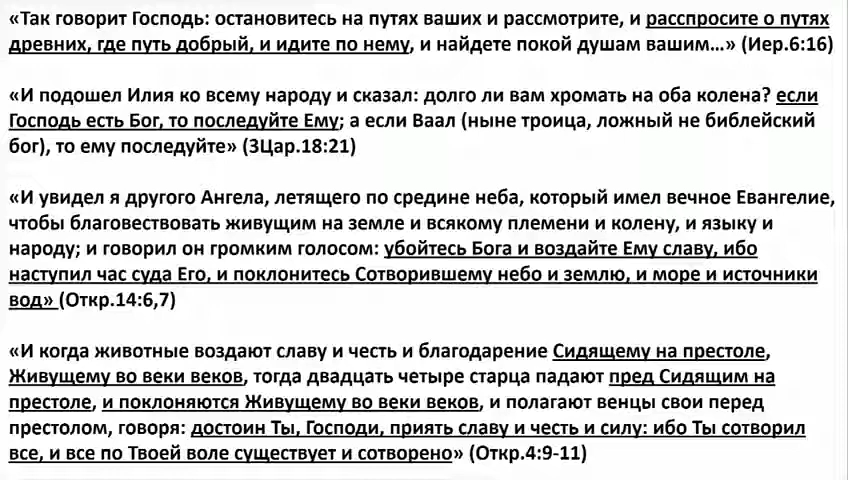 «Так говорит Господь: остановитесь на путях ваших и рассмотрите, и расспросите о путях
древних, где путь добрый, и идите по нему, и найдете покой душам вашим...» (Иер.6:16)
«И подошел Илия ко всему народу и сказал: долго ли вам хромать на оба колена? если
Господь есть Бог, то последуйте Ему; а если Ваал (ныне троица, ложный не библейский
бог), то ему последуйте» (3Цар.18:21)
«И увидел я другого Ангела, летящего по средине неба, который имел вечное Евангелие,
чтобы благовествовать живущим на земле и всякому племени и колену, и языку и
народу; и говорил он громким голосом: убойтесь Бога и воздайте Ему славу, ибо
наступил час суда Его, и поклонитесь Сотворившему небо и землю, и море и источники
вод» (Откр.14:6,7)
«И когда животные воздают славу и честь и благодарение Сидящему на престоле,
Живущему во веки веков, тогда двадцать четыре старца падают пред Сидящим на
престоле, и поклоняются Живущему во веки веков, и полагают венцы свои перед
престолом, говоря: достоин Ты, Господи, приять славу и честь и силу: ибо Ты сотворил
все, и все по Твоей воле существует и сотворено» (Откр.4:9-11)